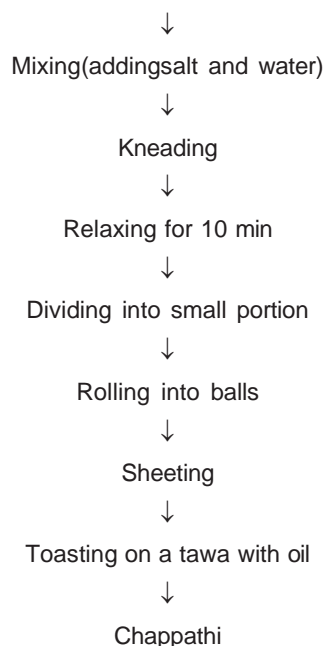 ↓
Mixing(addingsalt and water)
↓
Kneading
↓
Relaxing for 10 min
↓
Dividing into small portion
↓
Rolling into balls
↓
Sheeting
↓
Toasting on a tawa with oil
↓
Chappathi